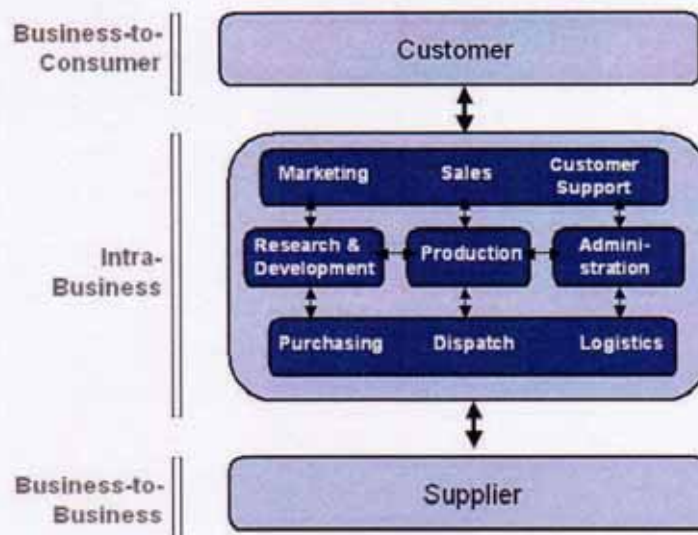 Business-to-
Consumer
Customer
Intra-
Business
Marketing
Sales
Customer
Support
Research &
Development
Production
Admini-
stration
Purchasing
Dispatch
Logistics
Business-to-
Business
Supplier